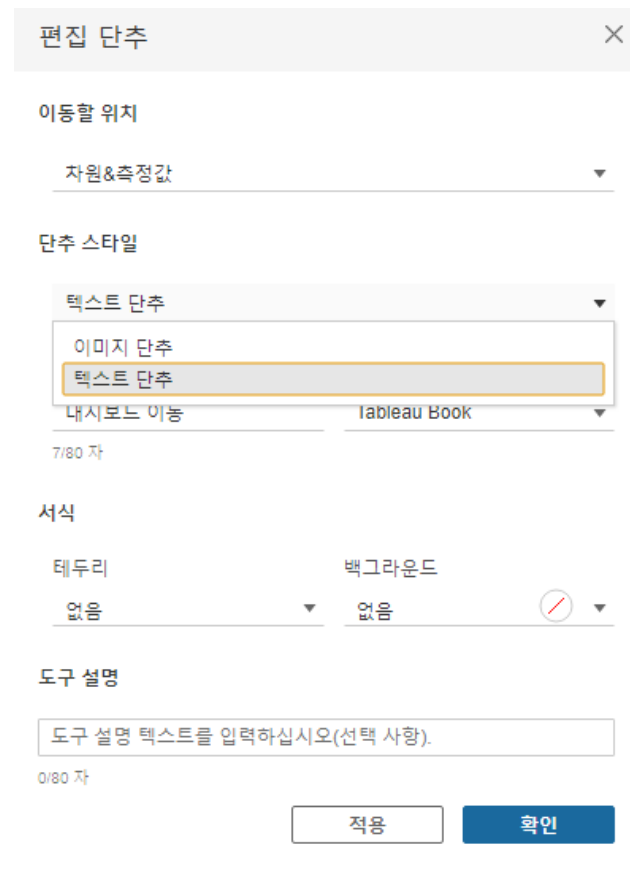 편집 단추
이동할 위치
차원&측정값
단추 스타일
텍스트 단추
이미지 단추
텍스트 단추
대시보드 이동 Tableau Book
7/80 자
서식
테두리 백그라운드
없음 없음
도구 설명
도구 설명 텍스트를 입력하십시오(선택 사항).
0/80 자
적용 확인